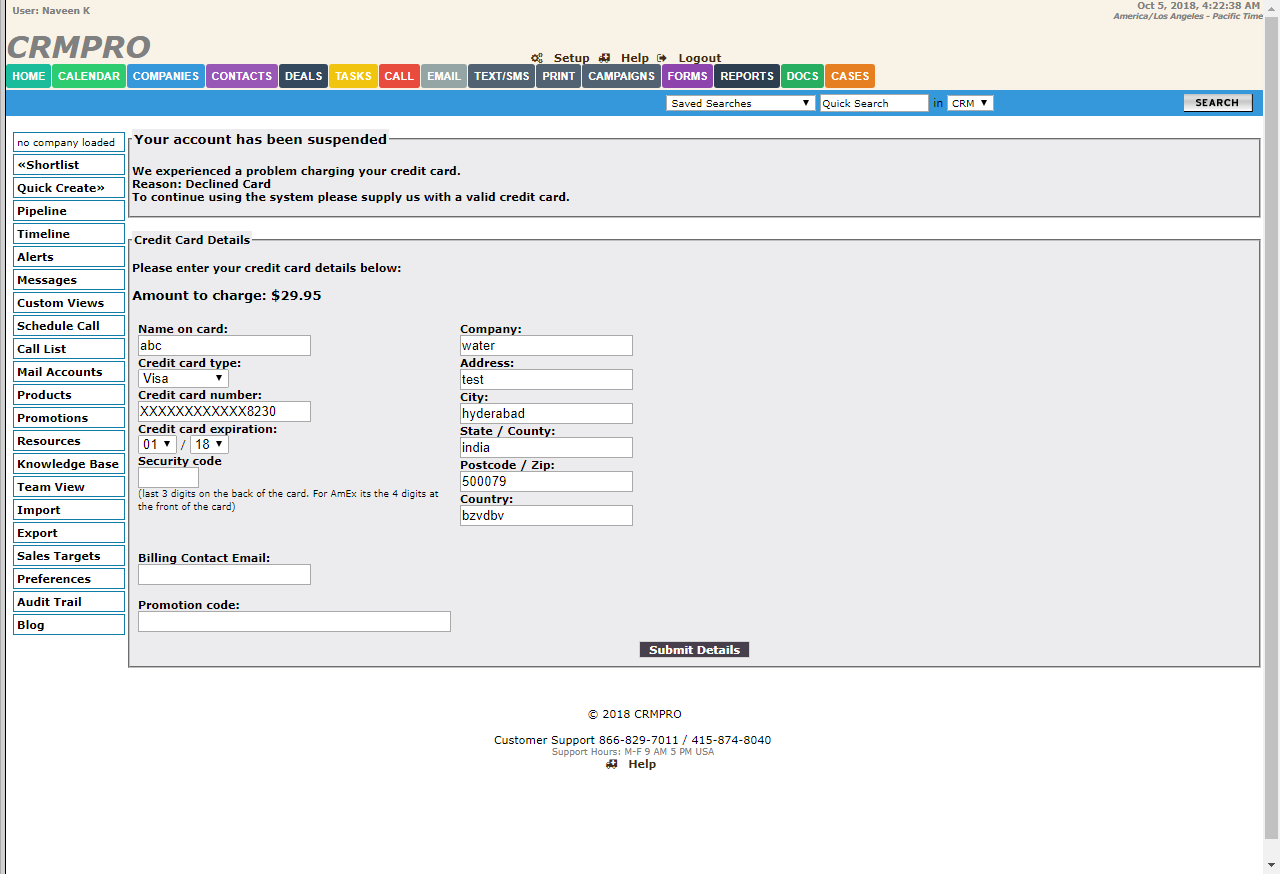 User: Naveen K
Oct 5, 2018, 4:22:38 AM
America/Los Angeles - Pacific Time
CRMPRO
Setup Help Logout
HOME CALENDAR COMPANIES CONTACTS DEALS TASKS CALL EMAIL TEXT/SMS PRINT CAMPAIGNS FORMS REPORTS DOCS CASES
Saved Searches Quick Search in CRM SEARCH
no company loaded
«Shortlist
Quick Create»
Pipeline
Timeline
Alerts
Messages
Custom Views
Schedule Call
Call List
Mail Accounts
Products
Promotions
Resources
Knowledge Base
Team View
Import
Export
Sales Targets
Preferences
Audit Trail
Blog
Your account has been suspended
We experienced a problem charging your credit card.
Reason: Declined Card
To continue using the system please supply us with a valid credit card.
Credit Card Details
Please enter your credit card details below:
Amount to charge: $29.95
Name on card:
abc
Credit card type:
Visa
Credit card number:
XXXXXXXXXXXX8230
Credit card expiration:
01 / 18
Security code
(last 3 digits on the back of the card. For AmEx its the 4 digits at
the front of the card)
Company:
water
Address:
test
City:
hyderabad
State / County:
india
Postcode / Zip:
500079
Country:
bzvdbv
Billing Contact Email:
Promotion code:
Submit Details
© 2018 CRMPRO
Customer Support 866-829-7011 / 415-874-8040
Support Hours: M-F 9 AM 5 PM USA
Help